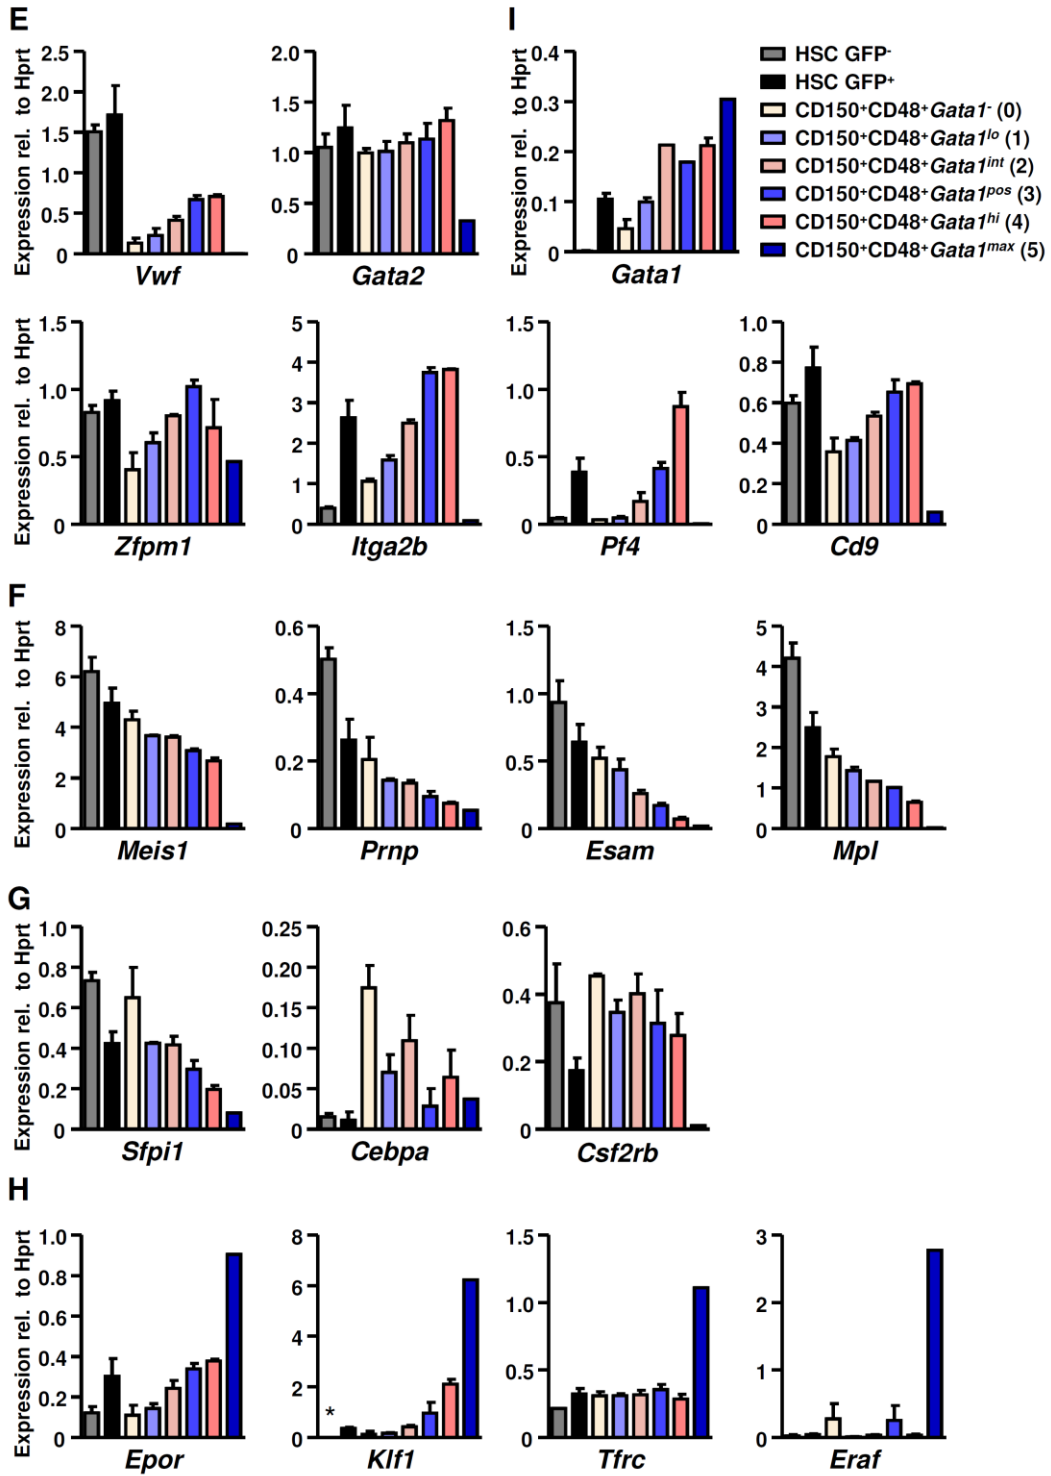 E
I
Expression rel. to Hprt
2.5
2.0
1.5
1.0
0.5
0
Vwf
2.0
1.5
1.0
0.5
0
Gata2
Expression rel. to Hprt
0.4
0.3
0.2
0.1
0
Gata1
HSC GFP-
HSC GFP+
CD150+CD48+Gata1- (0)
CD150+CD48+Gata1lo (1)
CD150+CD48+Gata1int (2)
CD150+CD48+Gata1pos (3)
CD150+CD48+Gata1hi (4)
CD150+CD48+Gata1max (5)
Expression rel. to Hprt
1.5
1.0
0.5
0
Zfpm1
5
4
3
2
1
0
Itga2b
1.5
1.0
0.5
0
Pf4
1.0
0.8
0.6
0.4
0.2
0
Cd9
F
Expression rel. to Hprt
8
6
4
2
0
Meis1
0.6
0.4
0.2
0
Prnp
1.5
1.0
0.5
0
Esam
5
4
3
2
1
0
Mpl
G
Expression rel. to Hprt
1.0
0.8
0.6
0.4
0.2
0
Sfpi1
0.25
0.20
0.15
0.10
0.05
0
Cebpa
0.6
0.4
0.2
0
Csf2rb
H
Expression rel. to Hprt
1.0
0.8
0.6
0.4
0.2
0
Epor
8
6
4
2
0
*
Klf1
1.5
1.0
0.5
0
Tfrc
3
2
1
0
Eraf